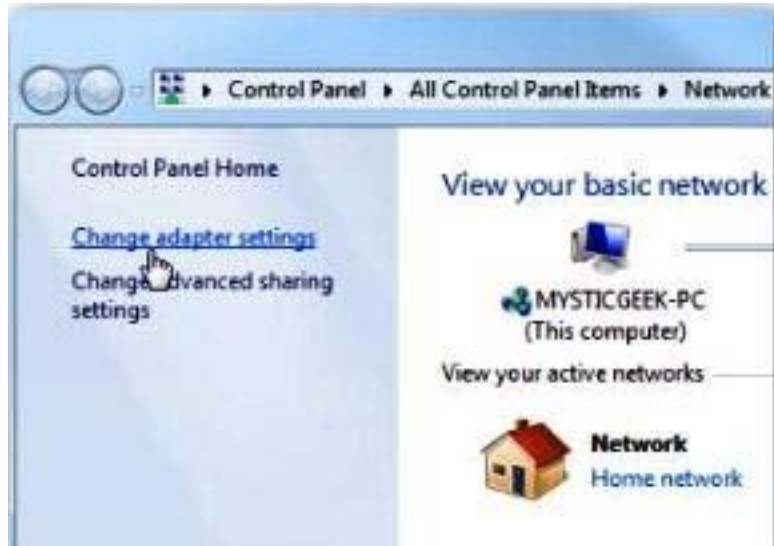 Control Panel ▸ All Control Panel Items ▸ Network
Control Panel Home
Change adapter settings
Change advanced sharing
settings
View your basic network
MYSTICGEEK-PC
(This computer)
View your active networks
Network
Home network